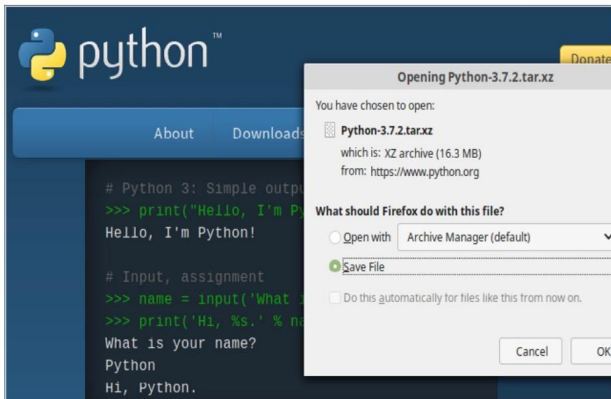 python™
Donate
About Downloads
# Python 3: Simple outpu
>>> print("Hello, I'm Py
Hello, I'm Python!
# Input, assignment
>>> name = input('What i
>>> print('Hi, %s.' % na
What is your name?
Python
Hi, Python.
Opening Python-3.7.2.tar.xz
You have chosen to open:
Python-3.7.2.tar.xz
which is: XZ archive (16.3 MB)
from: https://www.python.org
What should Firefox do with this file?
Open with Archive Manager (default)
Save File
Do this automatically for files like this from now on.
Cancel OK